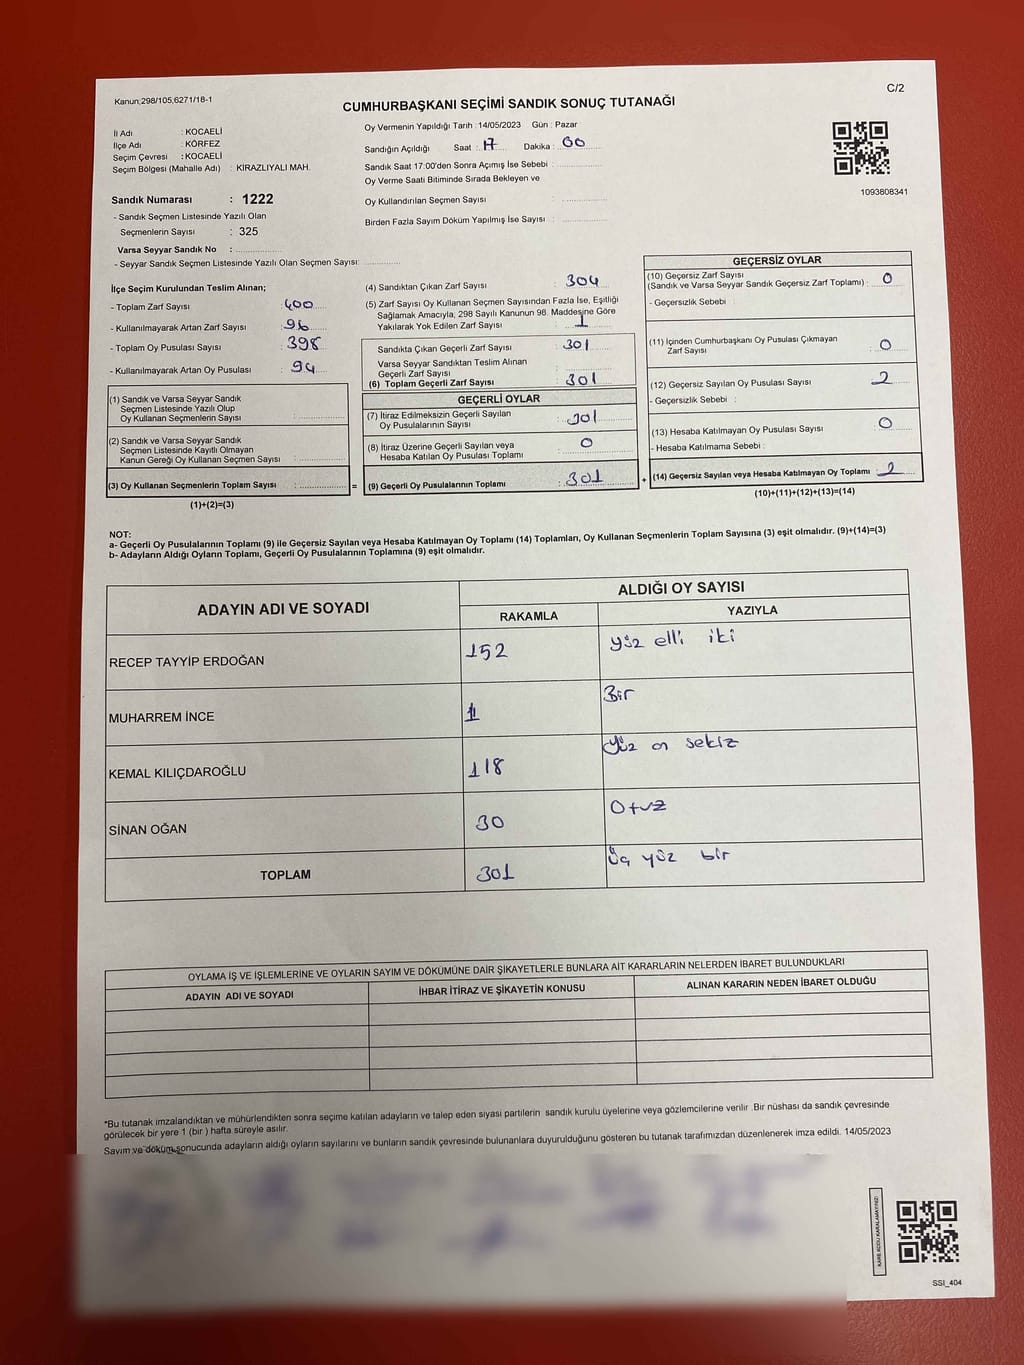 Kanun;298/105,6271/18-1
C/2
CUMHURBAŞKANI SEÇİMİ SANDIK SONUÇ TUTANAĞI
İl Adı : KOCAELİ
İlçe Adı : KÖRFEZ
Seçim Çevresi : KOCAELİ
Seçim Bölgesi (Mahalle Adı) : KİRAZLIYALI MAH.
Oy Vermenin Yapıldığı Tarih : 14/05/2023 Gün : Pazar
Sandığın Açıldığı Saat : 17 Dakika : 00
Sandık Saat 17:00'den Sonra Açımış İse Sebebi :
Oy Verme Saati Bitiminde Sırada Bekleyen ve
Oy Kullandırılan Seçmen Sayısı :
Birden Fazla Sayım Döküm Yapılmış İse Sayısı :
1093808341
Sandık Numarası : 1222
- Sandık Seçmen Listesinde Yazılı Olan
Seçmenlerin Sayısı : 325
Varsa Seyyar Sandık No :
- Seyyar Sandık Seçmen Listesinde Yazılı Olan Seçmen Sayısı:
İlçe Seçim Kurulundan Teslim Alınan;
- Toplam Zarf Sayısı : 400
- Kullanılmayarak Artan Zarf Sayısı : 96
- Toplam Oy Pusulası Sayısı : 398
- Kullanılmayarak Artan Oy Pusulası : 94
(1) Sandık ve Varsa Seyyar Sandık
Seçmen Listesinde Yazılı Olup
Oy Kullanan Seçmenlerin Sayısı :
(2) Sandık ve Varsa Seyyar Sandık
Seçmen Listesinde Kayıtlı Olmayan
Kanun Gereği Oy Kullanan Seçmen Sayısı :
(3) Oy Kullanan Seçmenlerin Toplam Sayısı :
(1)+(2)=(3)
=
(4) Sandıktan Çıkan Zarf Sayısı : 304
(5) Zarf Sayısı Oy Kullanan Seçmen Sayısından Fazla İse, Eşitliği
Sağlamak Amacıyla, 298 Sayılı Kanunun 98. Maddesine Göre
Yakılarak Yok Edilen Zarf Sayısı : 1
Sandıkta Çıkan Geçerli Zarf Sayısı : 301
Varsa Seyyar Sandıktan Teslim Alınan
Geçerli Zarf Sayısı :
(6) Toplam Geçerli Zarf Sayısı : 301
GEÇERLİ OYLAR
(7) İtiraz Edilmeksizin Geçerli Sayılan
Oy Pusulalarının Sayısı : 301
(8) İtiraz Üzerine Geçerli Sayılan veya
Hesaba Katılan Oy Pusulası Toplamı : 0
(9) Geçerli Oy Pusulalarının Toplamı : 301
+
GEÇERSİZ OYLAR
(10) Geçersiz Zarf Sayısı
(Sandık ve Varsa Seyyar Sandık Geçersiz Zarf Toplamı) : 0
- Geçersizlik Sebebi :
(11) İçinden Cumhurbaşkanı Oy Pusulası Çıkmayan
Zarf Sayısı : 0
(12) Geçersiz Sayılan Oy Pusulası Sayısı : 2
- Geçersizlik Sebebi :
(13) Hesaba Katılmayan Oy Pusulası Sayısı : 0
- Hesaba Katılmama Sebebi :
(14) Geçersiz Sayılan veya Hesaba Katılmayan Oy Toplamı : 2
(10)+(11)+(12)+(13)=(14)
NOT:
a- Geçerli Oy Pusulalarının Toplamı (9) ile Geçersiz Sayılan veya Hesaba Katılmayan Oy Toplamı (14) Toplamları, Oy Kullanan Seçmenlerin Toplam Sayısına (3) eşit olmalıdır. (9)+(14)=(3)
b- Adayların Aldığı Oyların Toplamı, Geçerli Oy Pusulalarının Toplamına (9) eşit olmalıdır.
ADAYIN ADI VE SOYADI
ALDIĞI OY SAYISI
RAKAMLA YAZIYLA
RECEP TAYYİP ERDOĞAN 152 yüz elli iki
MUHARREM İNCE 1 Bir
KEMAL KILIÇDAROĞLU 118 Yüz on sekiz
SİNAN OĞAN 30 Otuz
TOPLAM 301 Üç yüz bir
OYLAMA İŞ VE İŞLEMLERİNE VE OYLARIN SAYIM VE DÖKÜMÜNE DAİR ŞİKAYETLERLE BUNLARA AİT KARARLARIN NELERDEN İBARET BULUNDUKLARI
ADAYIN ADI VE SOYADI İHBAR İTİRAZ VE ŞİKAYETİN KONUSU ALINAN KARARIN NEDEN İBARET OLDUĞU
*Bu tutanak imzalandıktan ve mühürlendikten sonra seçime katılan adayların ve talep eden siyasi partilerin sandık kurulu üyelerine veya gözlemcilerine verilir .Bir nüshası da sandık çevresinde
görülecek bir yere 1 (bir ) hafta süreyle asılır.
Sayım ve döküm sonucunda adayların aldığı oyların sayılarını ve bunların sandık çevresinde bulunanlara duyurulduğunu gösteren bu tutanak tarafımızdan düzenlenerek imza edildi. 14/05/2023
KARE KODU KARALAMAYINIZ!
SSI_404